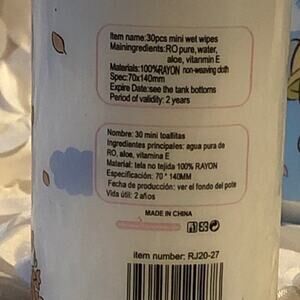 Item name:30pcs mini wet wipes
Mainingredients:RO pure,water,
aloe, vitanmin E
Materials:100%RAYON non-weaving cloth
Spec:70x140mm
Expire Date:see the tank bottoms
Period of validity: 2 years
Nombre: 30 mini toallitas
Ingredientes principales: agua pura de
RO, aloe, vitamina E
Material: tela no tejida 100% RAYON
Especificación: 70 * 140MM
Fecha de producción: ver el fondo del pote
Vida útil: 2 años
MADE IN CHINA
item number: RJ20-27